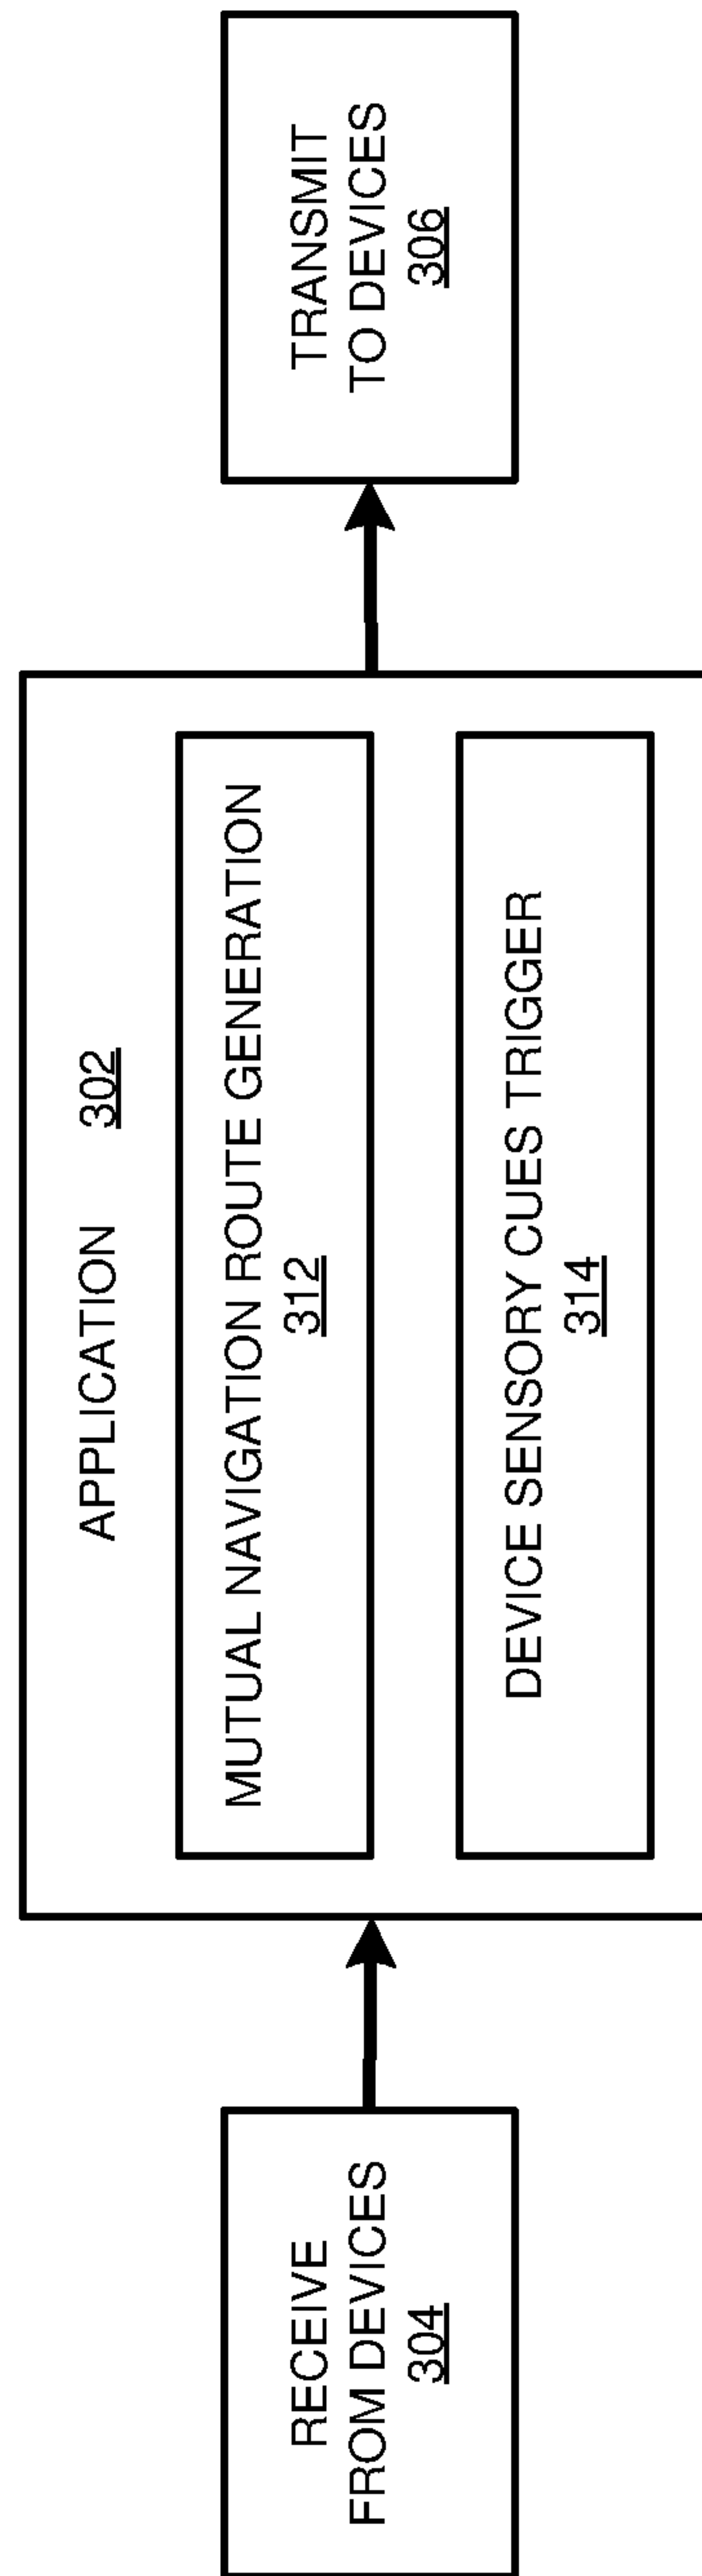 RECEIVE
FROM DEVICES
304
APPLICATION 302
MUTUAL NAVIGATION ROUTE GENERATION
312
DEVICE SENSORY CUES TRIGGER
314
TRANSMIT
TO DEVICES
306